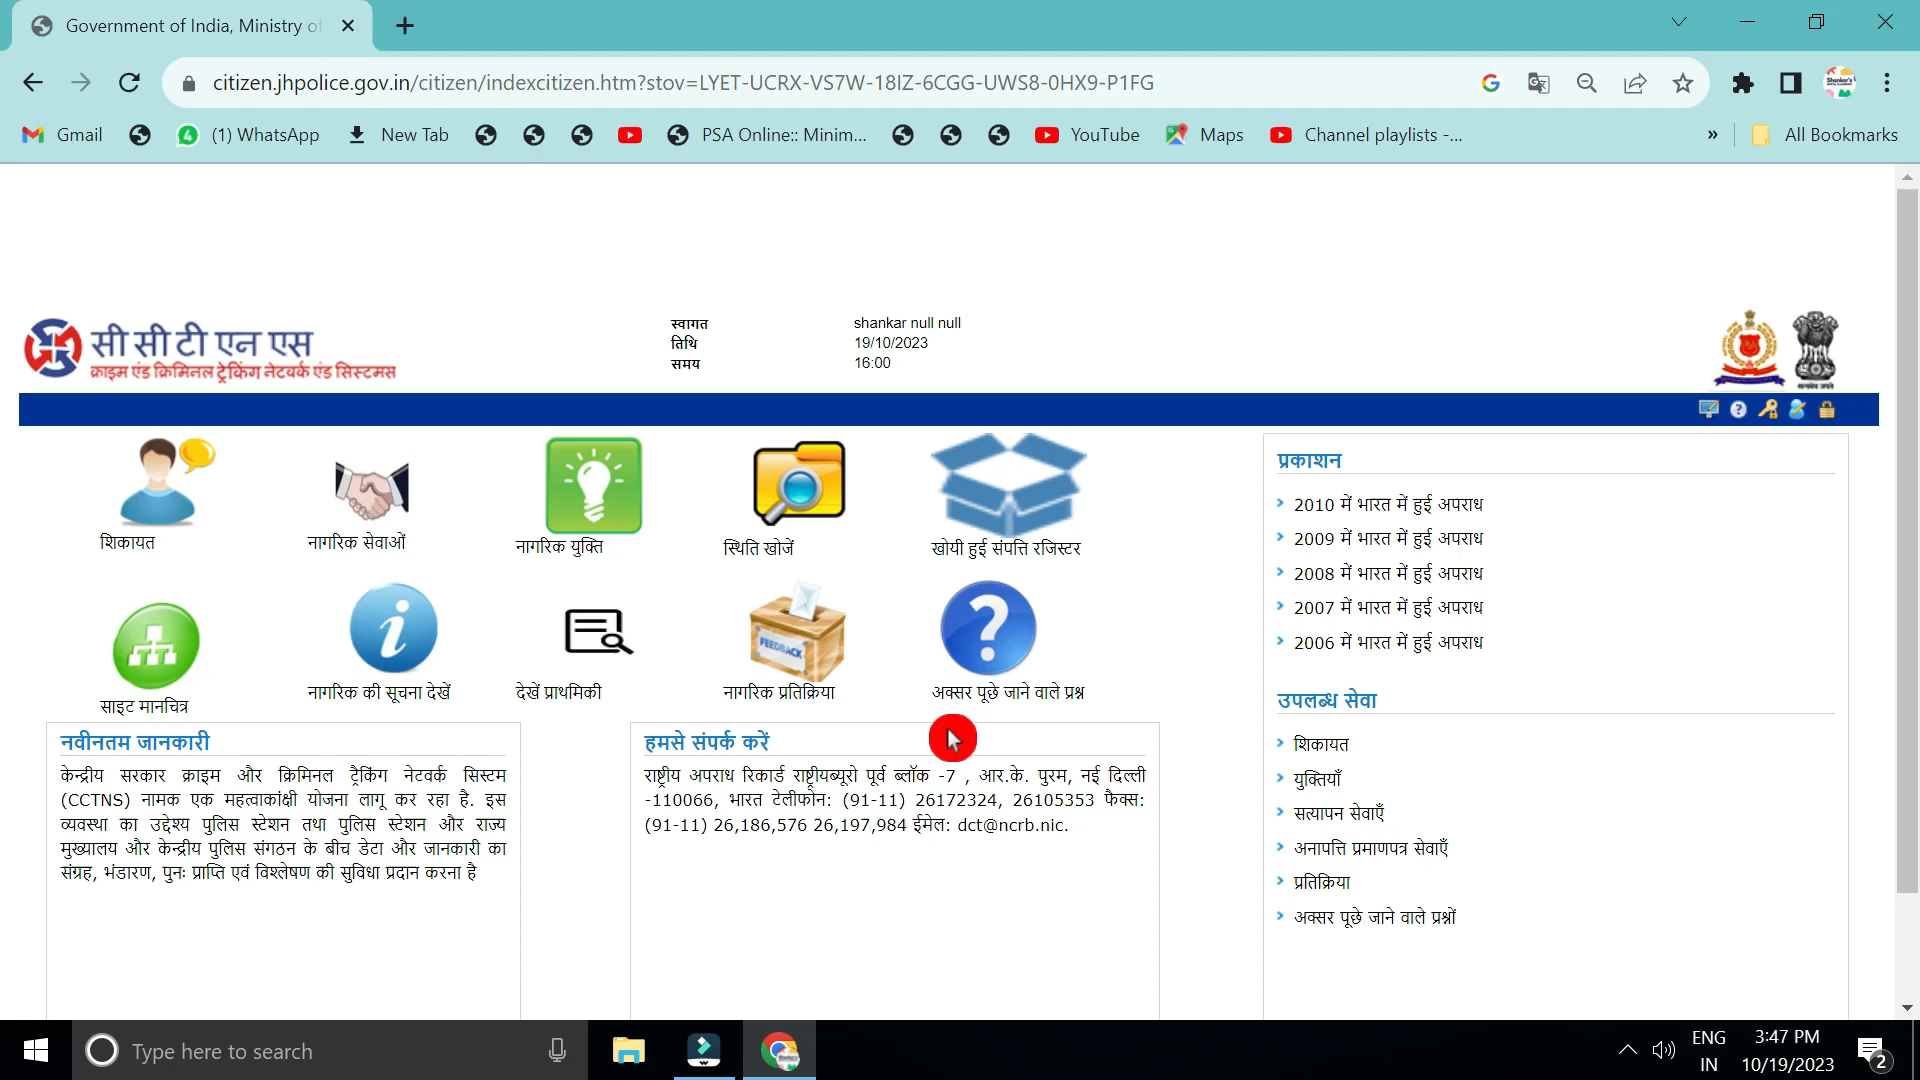 Government of India, Ministry of
citizen.jhpolice.gov.in/citizen/indexcitizen.htm?stov=LYET-UCRX-VS7W-18IZ-6CGG-UWS8-0HX9-P1FG
Gmail
(1) WhatsApp
New Tab
PSA Online:: Minim...
YouTube
Maps
Channel playlists -...
»
All Bookmarks
सी सी टी एन एस
क्राइम एंड क्रिमिनल ट्रेकिंग नेटवर्क एंड सिस्टमस
स्वागत shankar null null
तिथि 19/10/2023
समय 16:00
शिकायत
नागरिक सेवाओं
नागरिक युक्ति
स्थिति खोजें
खोयी हुई संपत्ति रजिस्टर
FEEDBACK
साइट मानचित्र
नागरिक की सूचना देखें
देखें प्राथमिकी
नागरिक प्रतिक्रिया
अक्सर पूछे जाने वाले प्रश्न
नवीनतम जानकारी
केन्द्रीय सरकार क्राइम और क्रिमिनल ट्रैकिंग नेटवर्क सिस्टम
(CCTNS) नामक एक महत्वाकांक्षी योजना लागू कर रहा है. इस
व्यवस्था का उद्देश्य पुलिस स्टेशन तथा पुलिस स्टेशन और राज्य
मुख्यालय और केन्द्रीय पुलिस संगठन के बीच डेटा और जानकारी का
संग्रह, भंडारण, पुनः प्राप्ति एवं विश्लेषण की सुविधा प्रदान करना है
हमसे संपर्क करें
राष्ट्रीय अपराध रिकार्ड राष्ट्रीयब्यूरो पूर्व ब्लॉक -7 , आर.के. पुरम, नई दिल्ली
-110066, भारत टेलीफोन: (91-11) 26172324, 26105353 फैक्स:
(91-11) 26,186,576 26,197,984 ईमेल: dct@ncrb.nic.
प्रकाशन
2010 में भारत में हुई अपराध
2009 में भारत में हुई अपराध
2008 में भारत में हुई अपराध
2007 में भारत में हुई अपराध
2006 में भारत में हुई अपराध
उपलब्ध सेवा
शिकायत
युक्तियाँ
सत्यापन सेवाएँ
अनापत्ति प्रमाणपत्र सेवाएँ
प्रतिक्रिया
अक्सर पूछे जाने वाले प्रश्नों
Type here to search
ENG
IN
3:47 PM
10/19/2023
2